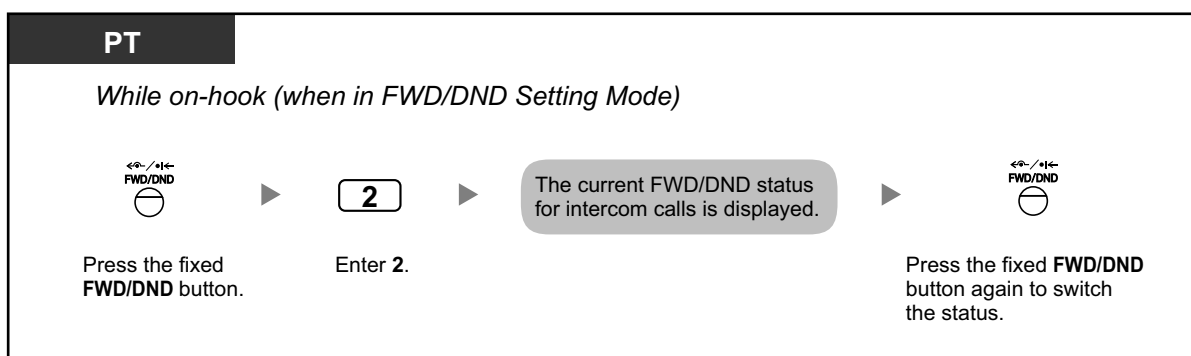 PT
While on-hook (when in FWD/DND Setting Mode)
FWD/DND
2
The current FWD/DND status
for intercom calls is displayed.
FWD/DND
Press the fixed
FWD/DND button.
Enter 2.
Press the fixed FWD/DND
button again to switch
the status.